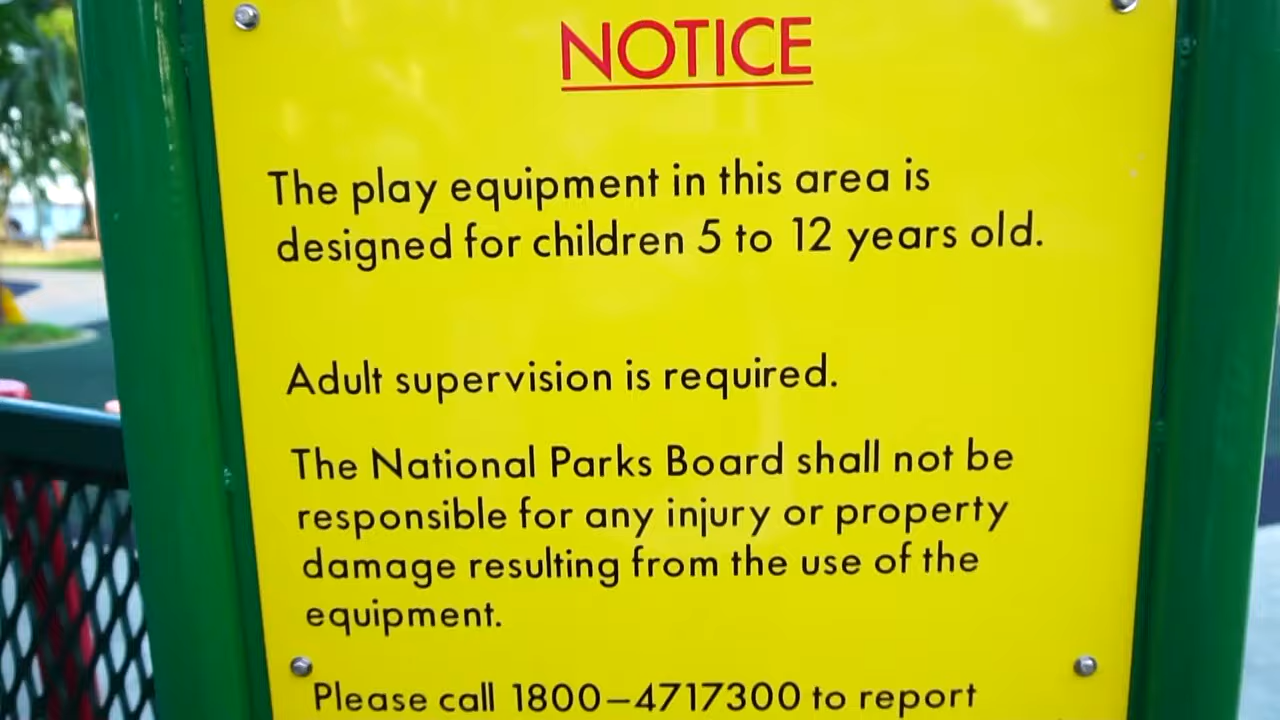 NOTICE
The play equipment in this area is
designed for children 5 to 12 years old.
Adult supervision is required.
The National Parks Board shall not be
responsible for any injury or property
damage resulting from the use of the
equipment.
Please call 1800–4717300 to report